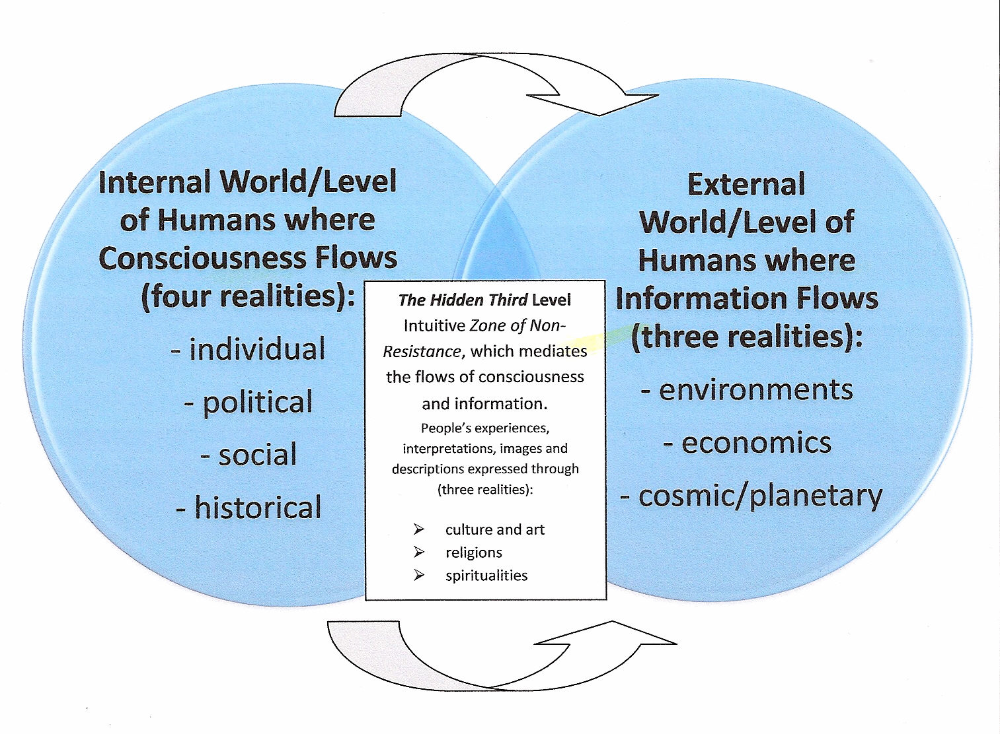 Internal World/Level
of Humans where
Consciousness Flows
(four realities):
- individual
- political
- social
- historical
The Hidden Third Level
Intuitive Zone of Non-
Resistance, which mediates
the flows of consciousness
and information.
People's experiences,
interpretations, images and
descriptions expressed through
(three realities):
➢ culture and art
➢ religions
➢ spiritualities
External
World/Level of
Humans where
Information Flows
(three realities):
- environments
- economics
- cosmic/planetary